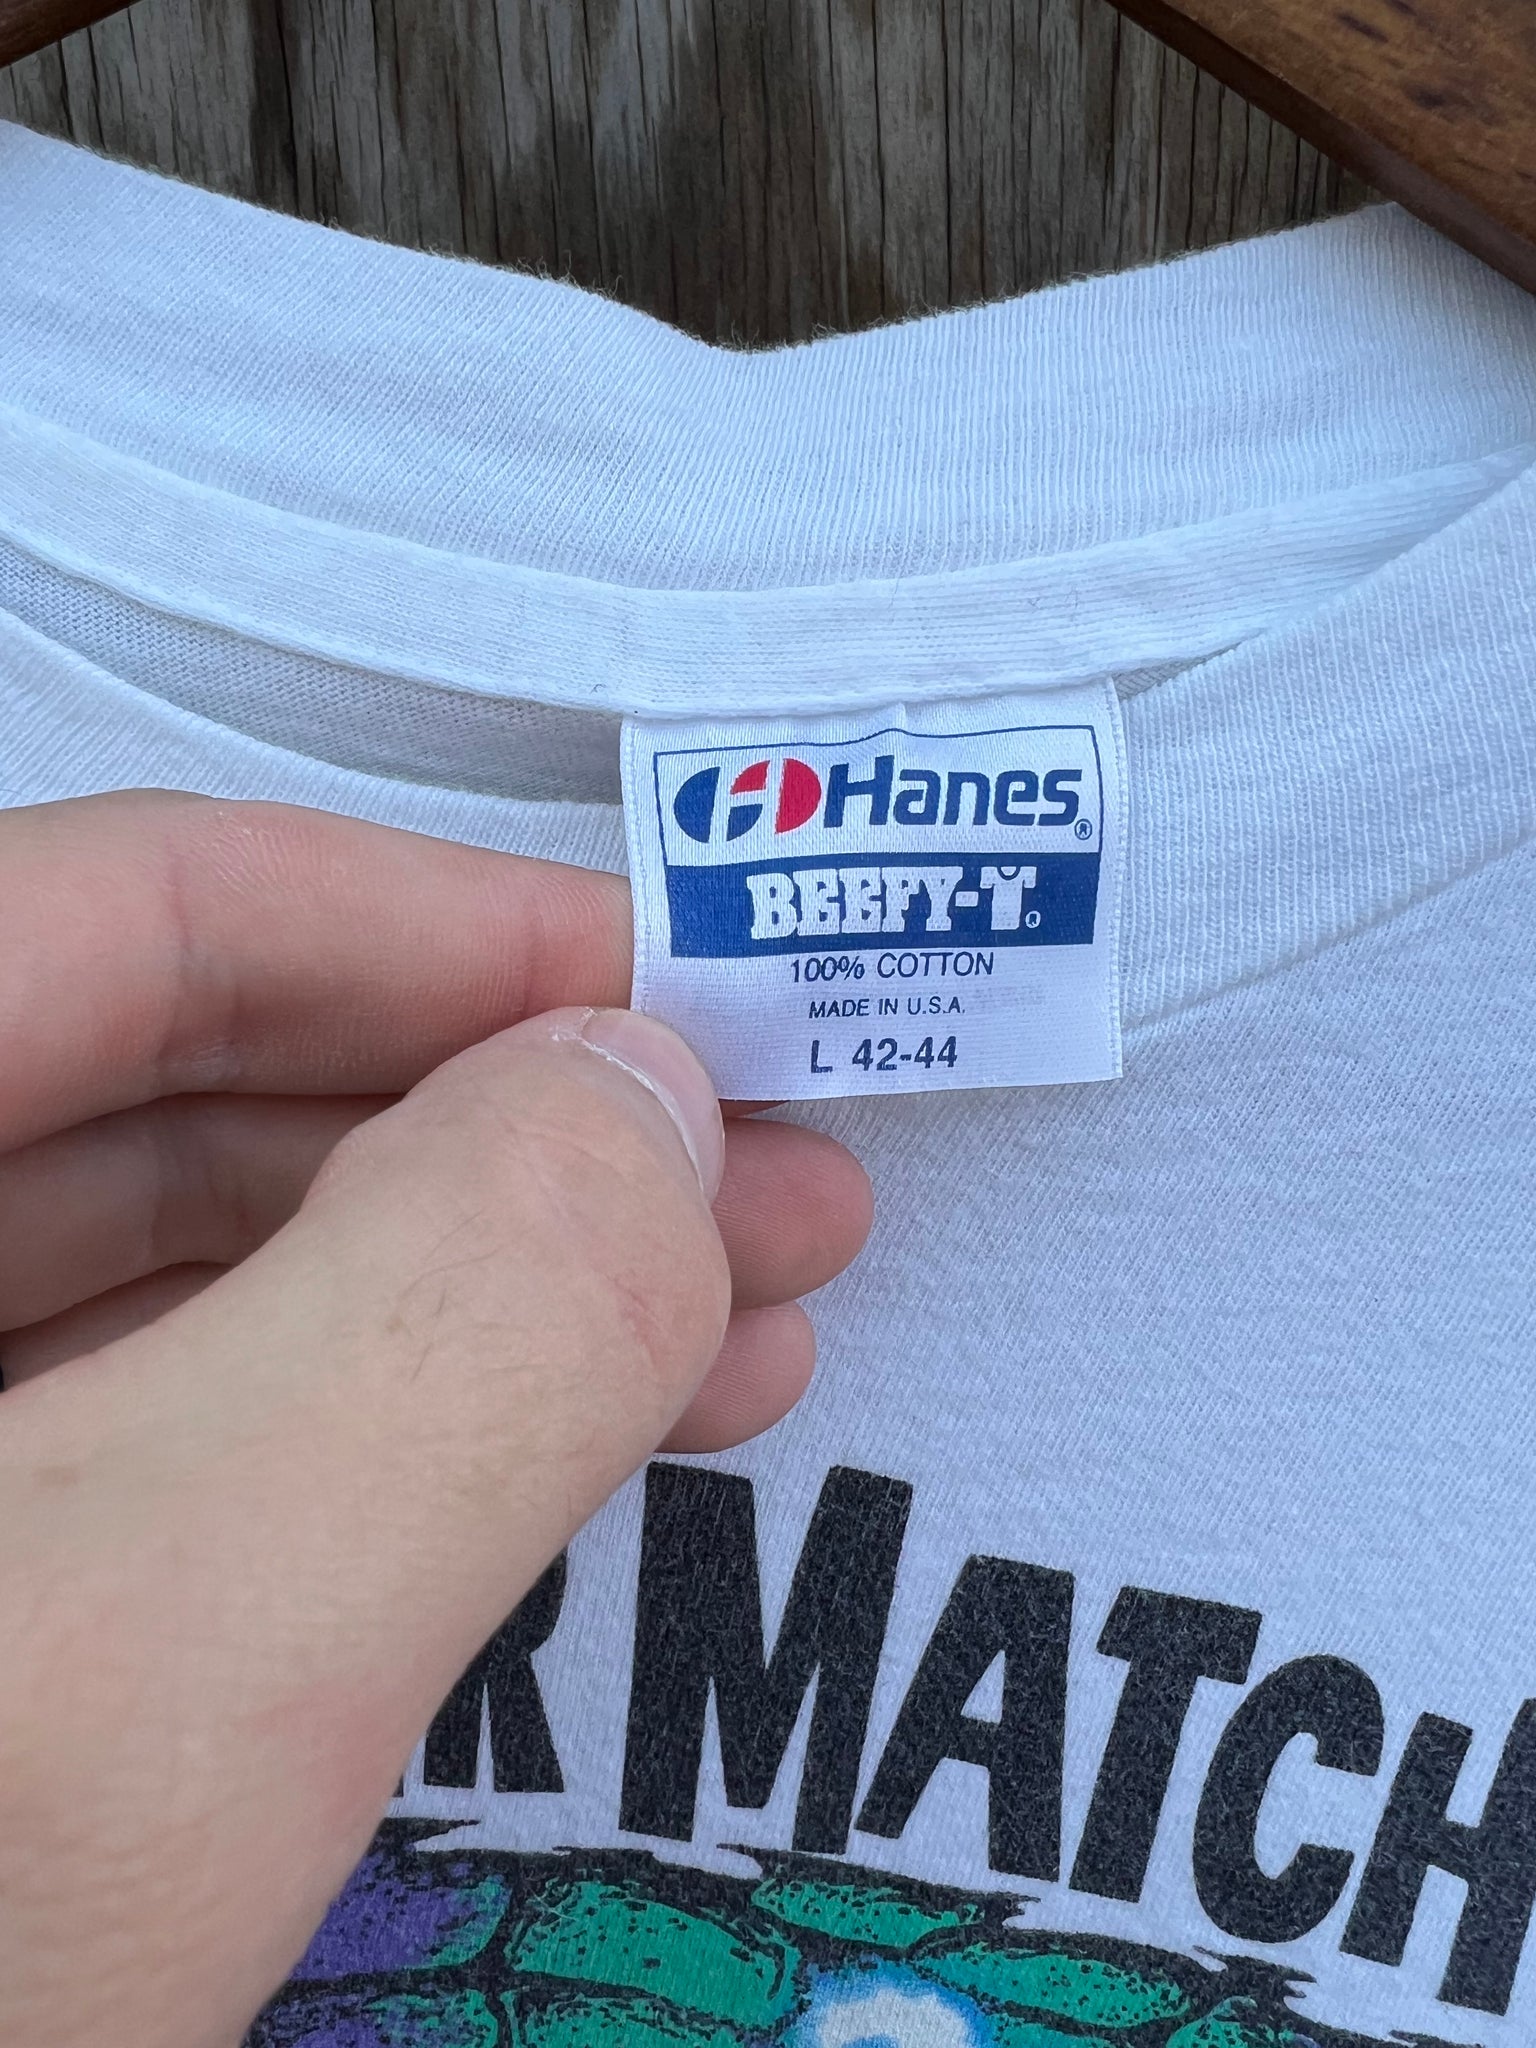 Hanes®
BEEFY-T®
100% COTTON
MADE IN U.S.A.
L 42-44
MATCH